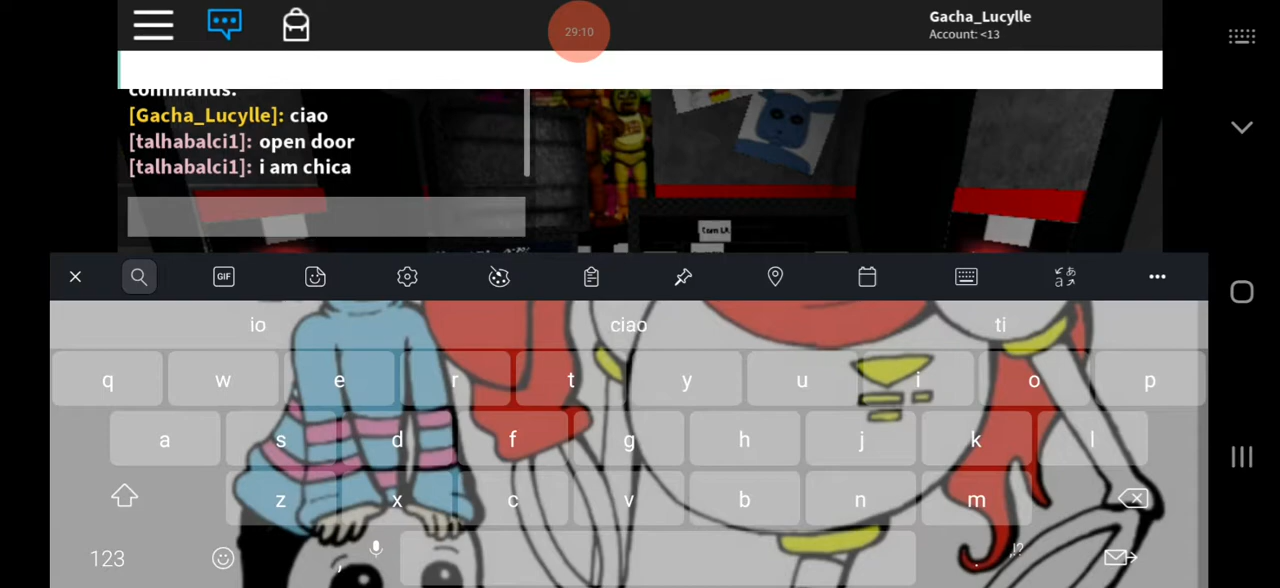 29:10
Gacha_Lucylle
Account: <13
commands.
[Gacha_Lucylle]: ciao
[talhabalci1]: open door
[talhabalci1]: i am chica
GIF
io ciao ti
q w e r t y u i o p
a s d f g h j k l
z x c v b n m
123 , . ,!?